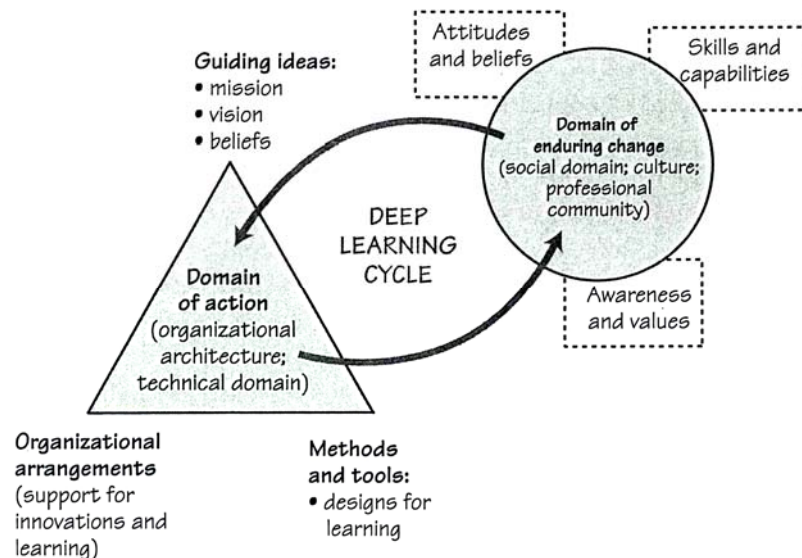 Guiding ideas:
• mission
• vision
• beliefs
Attitudes
and beliefs
Skills and
capabilities
Domain of
enduring change
(social domain; culture;
professional
community)
DEEP
LEARNING
CYCLE
Domain
of action
(organizational
architecture;
technical domain)
Awareness
and values
Organizational
arrangements
(support for
innovations and
learning)
Methods
and tools:
• designs for
learning